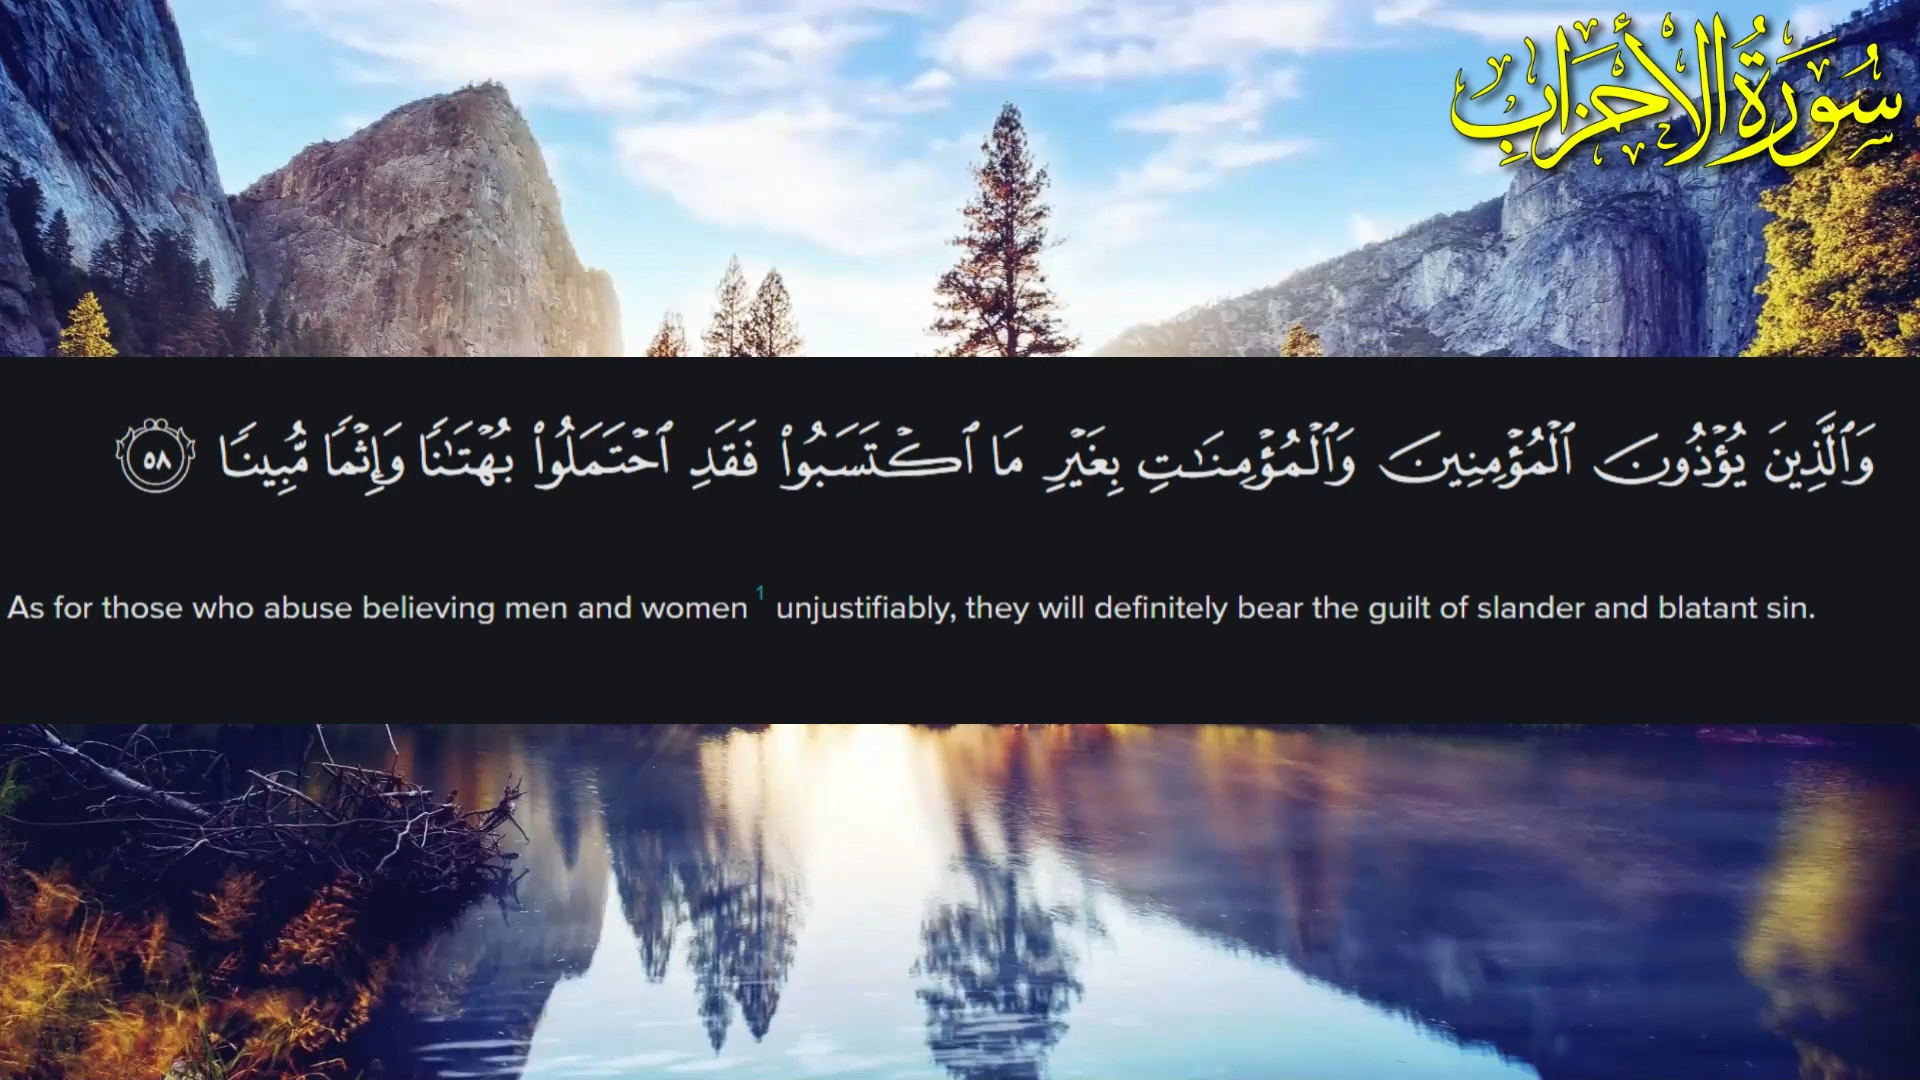 سُورَةُ الأَحْزَابِ
وَٱلَّذِينَ يُؤْذُونَ ٱلْمُؤْمِنِينَ وَٱلْمُؤْمِنَـٰتِ بِغَيْرِ مَا ٱكْتَسَبُوا۟ فَقَدِ ٱحْتَمَلُوا۟ بُهْتَـٰنًا وَإِثْمًا مُّبِينًا ٥٨
As for those who abuse believing men and women 1 unjustifiably, they will definitely bear the guilt of slander and blatant sin.